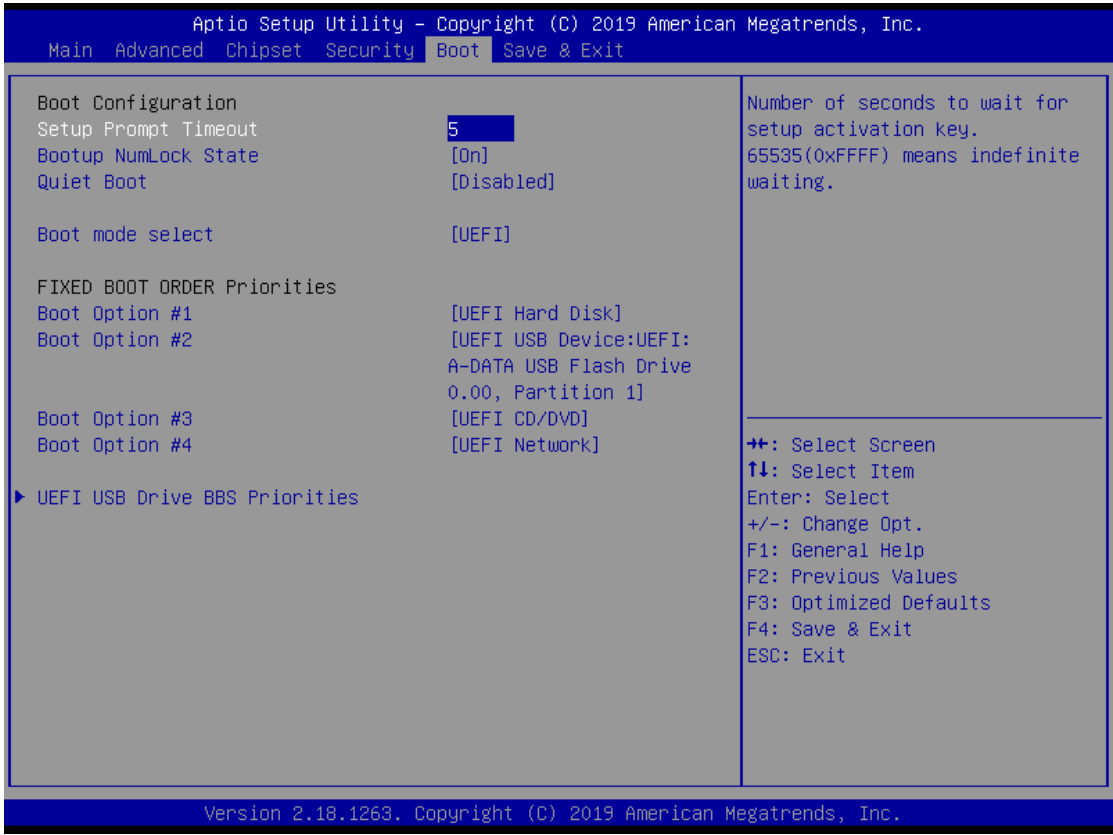 Aptio Setup Utility – Copyright (C) 2019 American Megatrends, Inc.
Main Advanced Chipset Security Boot Save & Exit
Boot Configuration
Setup Prompt Timeout 5
Bootup NumLock State [On]
Quiet Boot [Disabled]
Boot mode select [UEFI]
FIXED BOOT ORDER Priorities
Boot Option #1 [UEFI Hard Disk]
Boot Option #2 [UEFI USB Device:UEFI:
A-DATA USB Flash Drive
0.00, Partition 1]
Boot Option #3 [UEFI CD/DVD]
Boot Option #4 [UEFI Network]
UEFI USB Drive BBS Priorities
Number of seconds to wait for
setup activation key.
65535(0xFFFF) means indefinite
waiting.
→←: Select Screen
↑↓: Select Item
Enter: Select
+/-: Change Opt.
F1: General Help
F2: Previous Values
F3: Optimized Defaults
F4: Save & Exit
ESC: Exit
Version 2.18.1263. Copyright (C) 2019 American Megatrends, Inc.